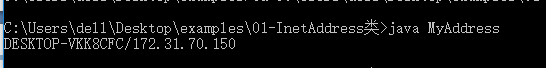 C:\Users\dell\Desktop\examples\01-InetAddress类>java MyAddress
DESKTOP-VKK8CFC/172.31.70.150